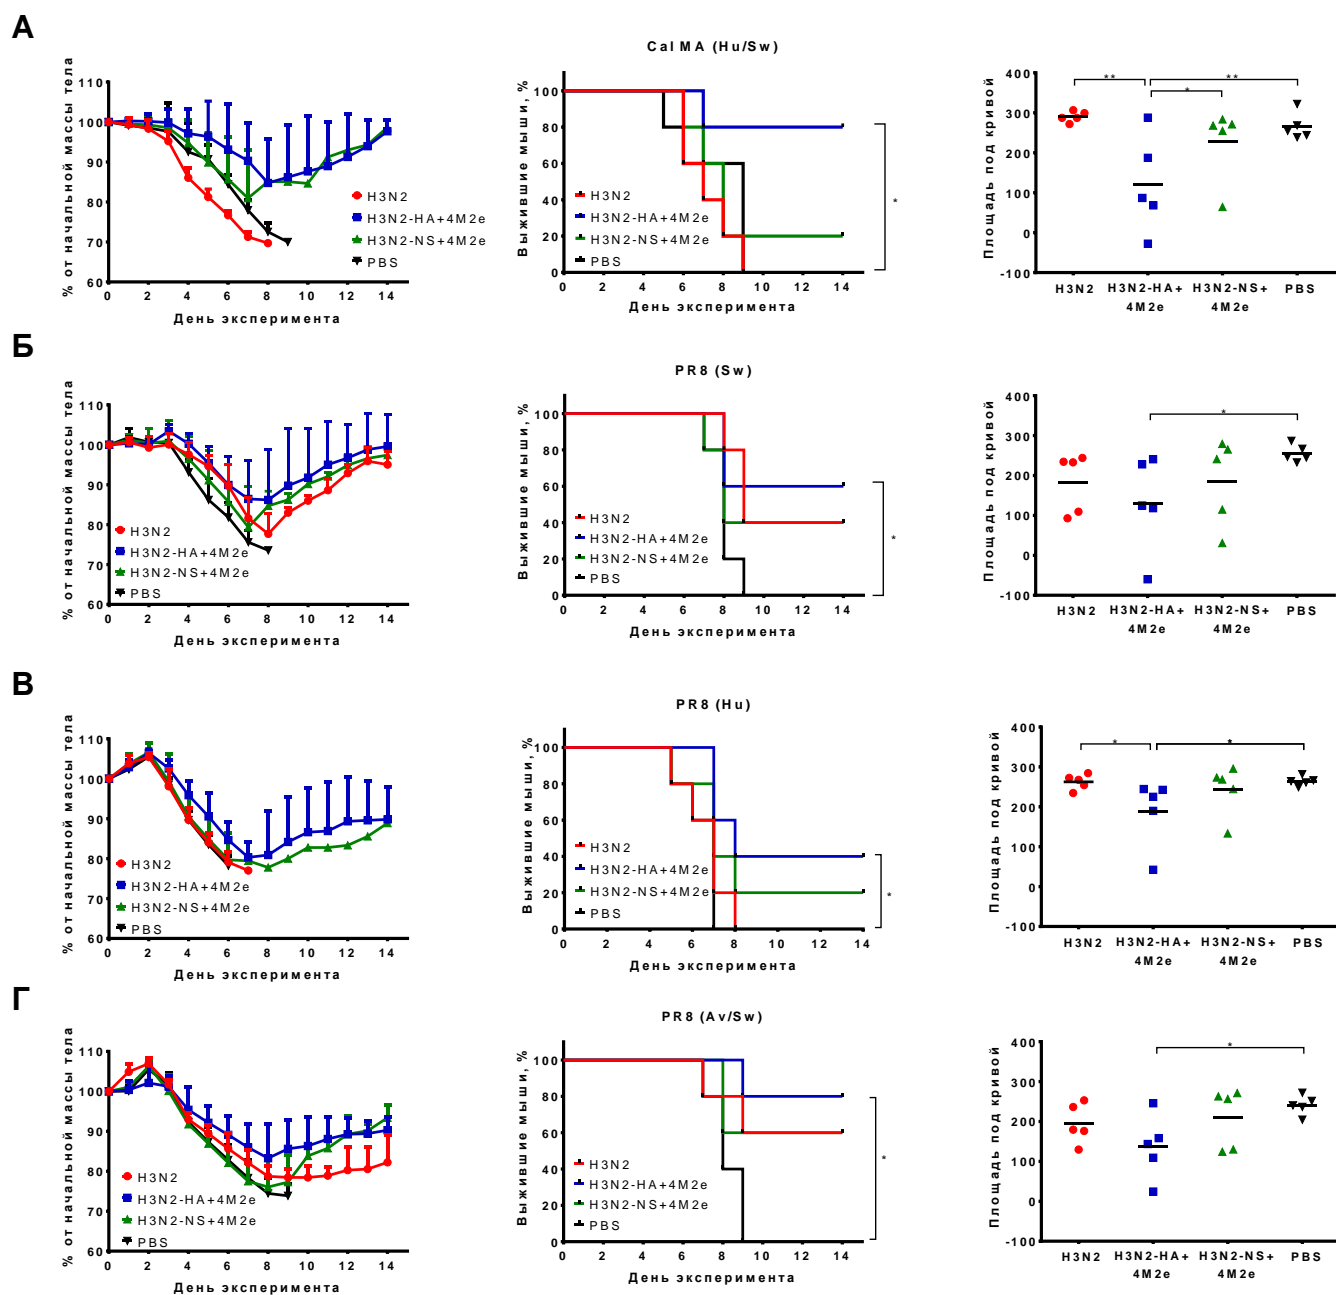 А
% от начальной массы тела
110
100
90
80
70
60
0 2 4 6 8 10 12 14
День эксперимента
H3N2
H3N2-HA+4M2e
H3N2-NS+4M2e
PBS
Cal MA (Hu/Sw)
Выжившие мыши, %
100
80
60
40
20
0
0 2 4 6 8 10 12 14
День эксперимента
H3N2
H3N2-HA+4M2e
H3N2-NS+4M2e
PBS
*
Площадь под кривой
400
300
200
100
0
-100
** ** *
H3N2 H3N2-HA+ H3N2-NS+ PBS
4M2e 4M2e
Б
% от начальной массы тела
110
100
90
80
70
60
0 2 4 6 8 10 12 14
День эксперимента
H3N2
H3N2-HA+4M2e
H3N2-NS+4M2e
PBS
PR8 (Sw)
Выжившие мыши, %
100
80
60
40
20
0
0 2 4 6 8 10 12 14
День эксперимента
H3N2
H3N2-HA+4M2e
H3N2-NS+4M2e
PBS
*
Площадь под кривой
400
300
200
100
0
-100
*
H3N2 H3N2-HA+ H3N2-NS+ PBS
4M2e 4M2e
В
% от начальной массы тела
110
100
90
80
70
60
0 2 4 6 8 10 12 14
День эксперимента
H3N2
H3N2-HA+4M2e
H3N2-NS+4M2e
PBS
PR8 (Hu)
Выжившие мыши, %
100
80
60
40
20
0
0 2 4 6 8 10 12 14
День эксперимента
H3N2
H3N2-HA+4M2e
H3N2-NS+4M2e
PBS
*
Площадь под кривой
400
300
200
100
0
-100
* *
H3N2 H3N2-HA+ H3N2-NS+ PBS
4M2e 4M2e
Г
% от начальной массы тела
110
100
90
80
70
60
0 2 4 6 8 10 12 14
День эксперимента
H3N2
H3N2-HA+4M2e
H3N2-NS+4M2e
PBS
PR8 (Av/Sw)
Выжившие мыши, %
100
80
60
40
20
0
0 2 4 6 8 10 12 14
День эксперимента
H3N2
H3N2-HA+4M2e
H3N2-NS+4M2e
PBS
*
Площадь под кривой
400
300
200
100
0
-100
*
H3N2 H3N2-HA+ H3N2-NS+ PBS
4M2e 4M2e